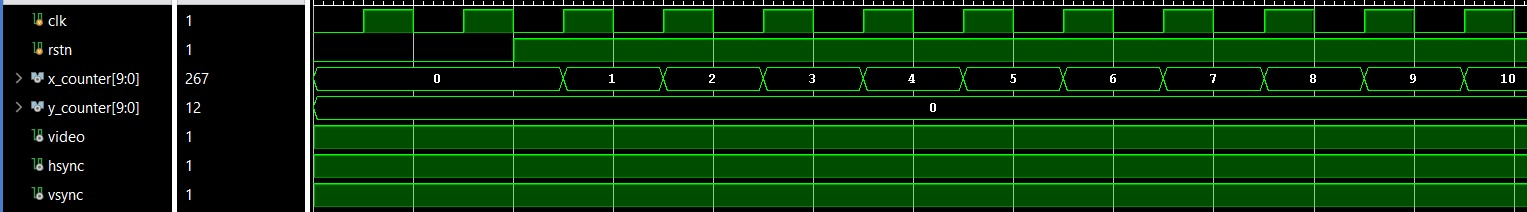 clk 1
rstn 1
x_counter[9:0] 267 0 1 2 3 4 5 6 7 8 9 10
y_counter[9:0] 12 0
video 1
hsync 1
vsync 1